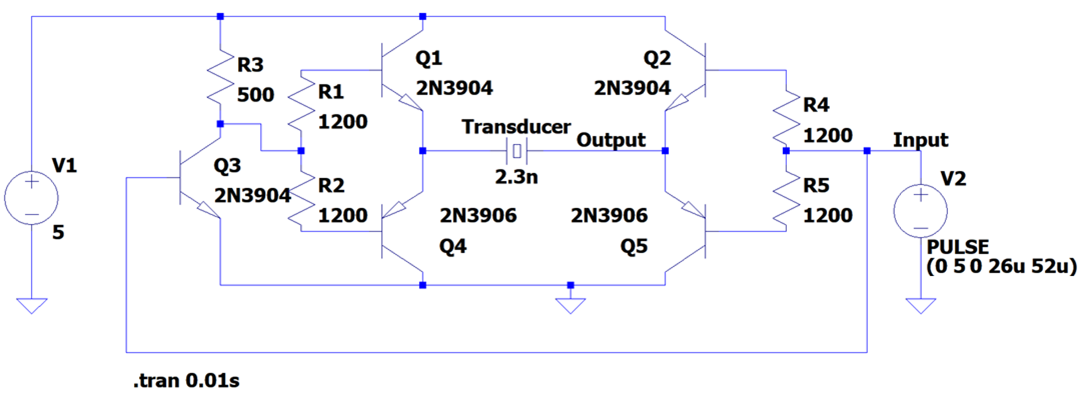 R3
500
R1
1200
Q1
2N3904
Q2
2N3904
R4
1200
Transducer
Output
2.3n
Input
V1
5
Q3
2N3904
R2
1200
2N3906
Q4
2N3906
Q5
R5
1200
V2
PULSE
(0 5 0 26u 52u)
.tran 0.01s